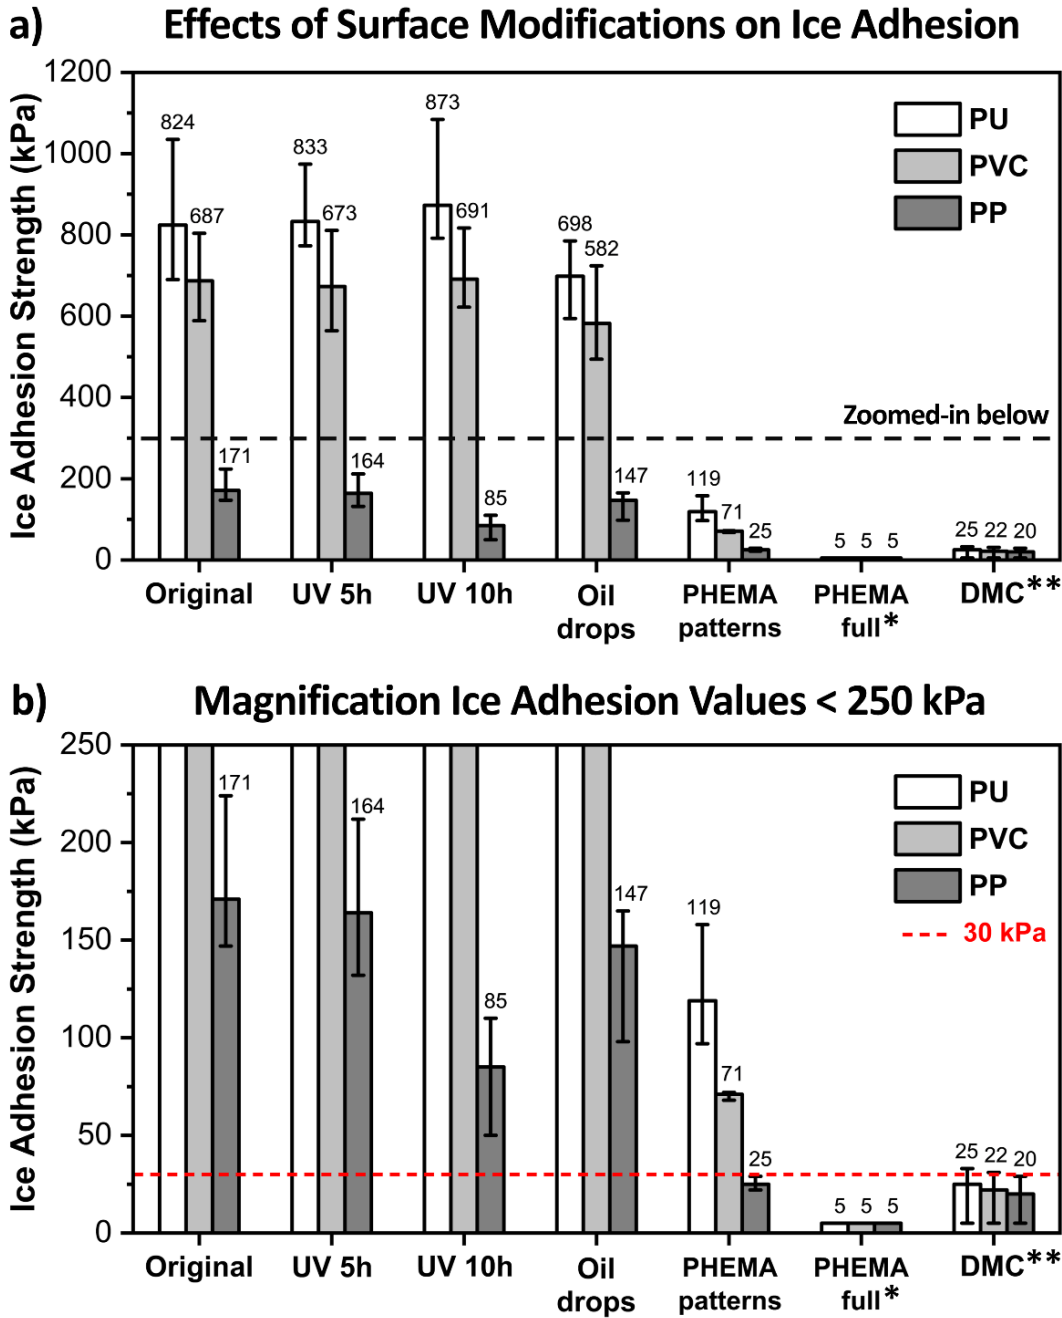 a) Effects of Surface Modifications on Ice Adhesion
Ice Adhesion Strength (kPa)
1200
1000
800
600
400
200
0
824
687
171
833
673
164
873
691
85
698
582
147
119
71
25
5 5 5
25 22 20
PU
PVC
PP
Zoomed-in below
Original
UV 5h
UV 10h
Oil
drops
PHEMA
patterns
PHEMA
full*
DMC**
b) Magnification Ice Adhesion Values < 250 kPa
Ice Adhesion Strength (kPa)
250
200
150
100
50
0
171
164
85
147
119
71
25
5 5 5
25 22 20
PU
PVC
PP
30 kPa
Original
UV 5h
UV 10h
Oil
drops
PHEMA
patterns
PHEMA
full*
DMC**